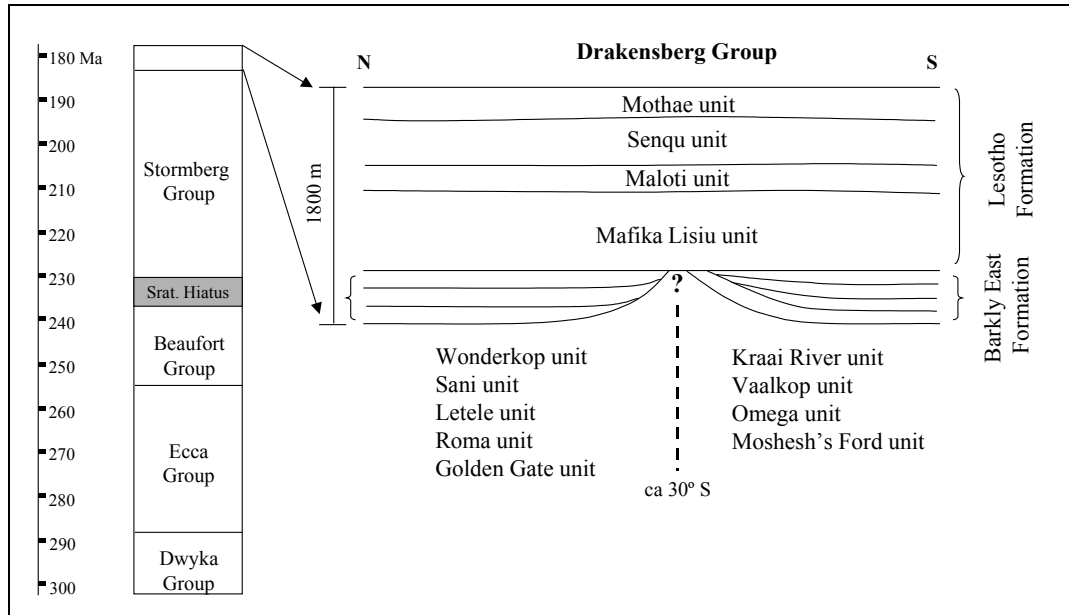 180 Ma
190
200
210
220
230
240
250
260
270
280
290
300
Stormberg
Group
Srat. Hiatus
Beaufort
Group
Ecca
Group
Dwyka
Group
Drakensberg Group
N
S
1800 m
Mothae unit
Senqu unit
Maloti unit
Mafika Lisiu unit
Lesotho
Formation
?
Barkly East
Formation
Wonderkop unit
Sani unit
Letele unit
Roma unit
Golden Gate unit
Kraai River unit
Vaalkop unit
Omega unit
Moshesh's Ford unit
ca 30º S